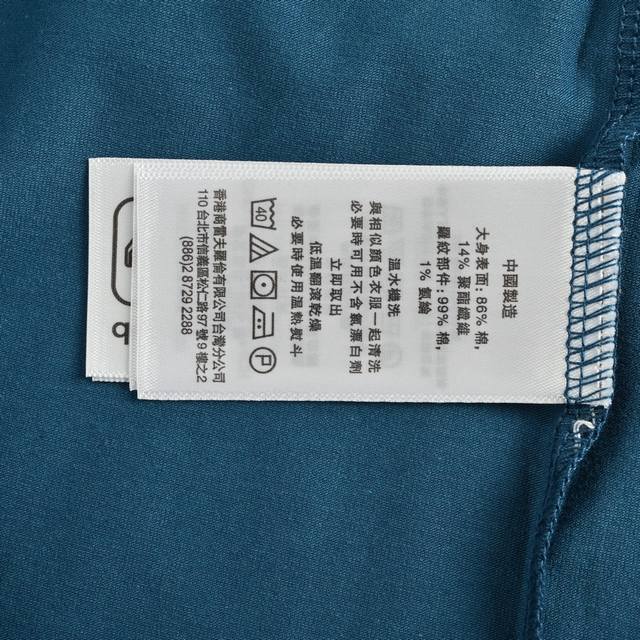 中國製造
大身表面: 86% 棉,
14% 聚酯纖維
羅紋部件: 99% 棉,
1% 氨綸
溫水機洗
與相似顏色衣服一起清洗
必要時可用不含氯漂白劑
立即取出
低溫翻滾乾燥
必要時使用溫熱熨斗
40
P
香港商雷夫羅倫有限公司台灣分公司
110 台北市信義區松仁路97號9樓之2
(886)2 8729 2288